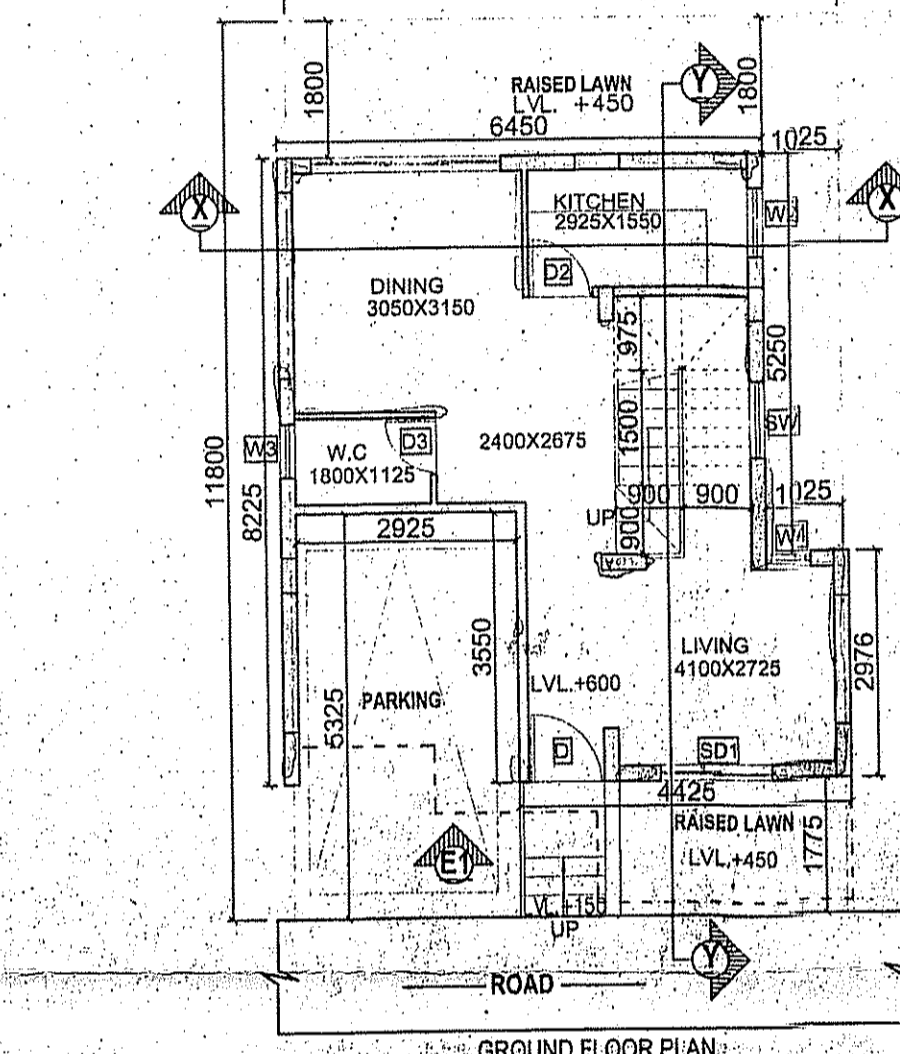 1800
RAISED LAWN
LVL. +450
Y
1800
6450
1025
X
KITCHEN
2925X1550
W
X
D2
DINING
3050X3150
975
5250
11800
8225
W3
W.C
1800X1125
D3
2400X2675
1500
SW
900
900
1025
UP
900
W4
2925
3550
5325
PARKING
LVL.+600
LIVING
4100X2725
2976
D
SD1
4425
RAISED LAWN
LVL.+450
1775
E1
UP
Y
ROAD
GROUND FLOOR PLAN